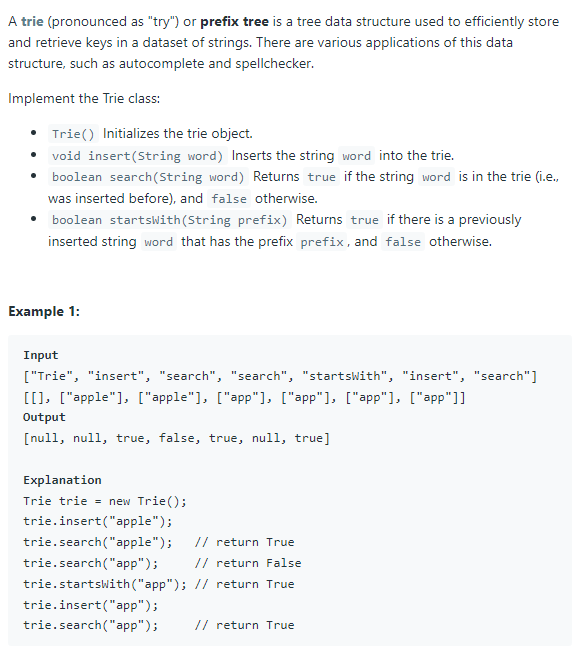 A trie (pronounced as "try") or prefix tree is a tree data structure used to efficiently store
and retrieve keys in a dataset of strings. There are various applications of this data
structure, such as autocomplete and spellchecker.
Implement the Trie class:
• Trie() Initializes the trie object.
• void insert(String word) Inserts the string word into the trie.
• boolean search(String word) Returns true if the string word is in the trie (i.e.,
was inserted before), and false otherwise.
• boolean startsWith(String prefix) Returns true if there is a previously
inserted string word that has the prefix prefix, and false otherwise.
Example 1:
Input
["Trie", "insert", "search", "search", "startsWith", "insert", "search"]
[[], ["apple"], ["apple"], ["app"], ["app"], ["app"], ["app"]]
Output
[null, null, true, false, true, null, true]
Explanation
Trie trie = new Trie();
trie.insert("apple");
trie.search("apple");   // return True
trie.search("app");     // return False
trie.startsWith("app"); // return True
trie.insert("app");
trie.search("app");     // return True